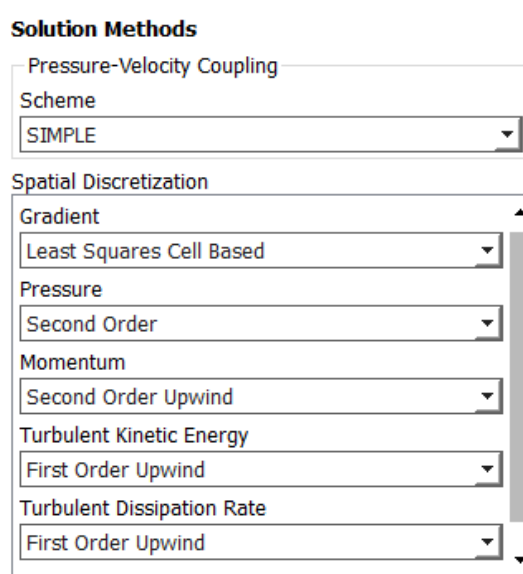 Solution Methods
Pressure-Velocity Coupling
Scheme
SIMPLE
Spatial Discretization
Gradient
Least Squares Cell Based
Pressure
Second Order
Momentum
Second Order Upwind
Turbulent Kinetic Energy
First Order Upwind
Turbulent Dissipation Rate
First Order Upwind